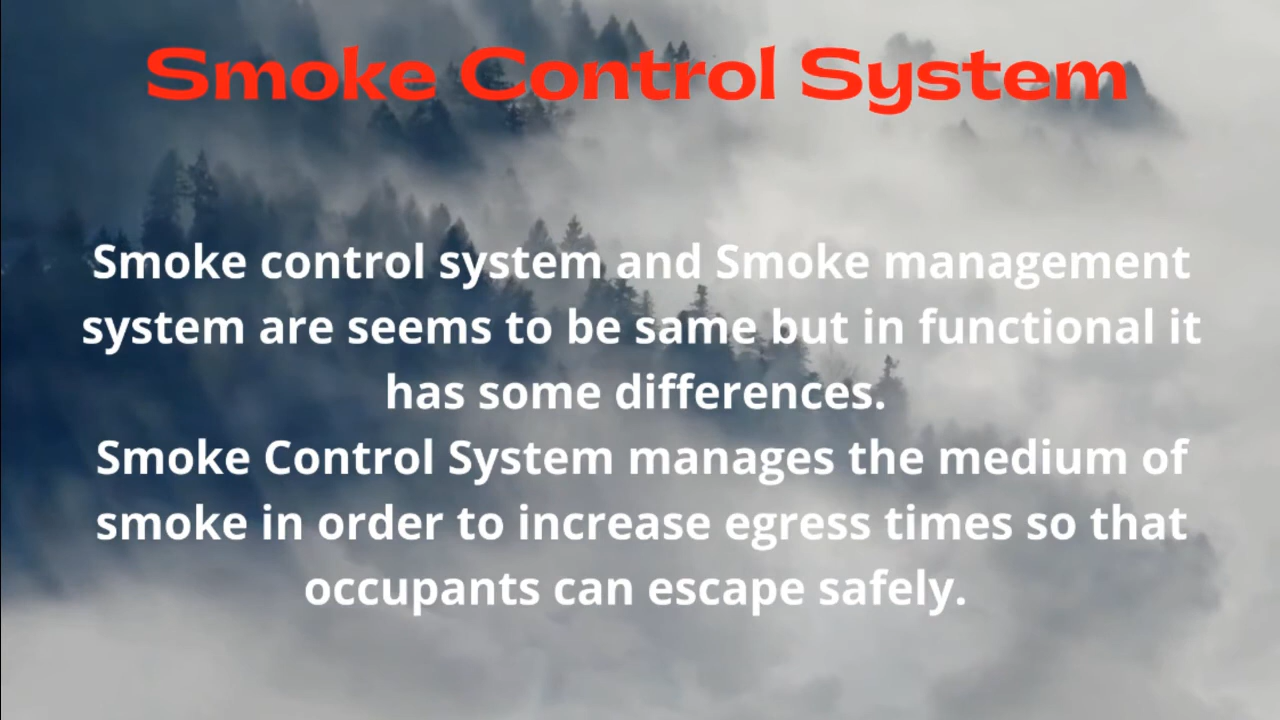 Smoke Control System
Smoke control system and Smoke management
system are seems to be same but in functional it
has some differences.
Smoke Control System manages the medium of
smoke in order to increase egress times so that
occupants can escape safely.